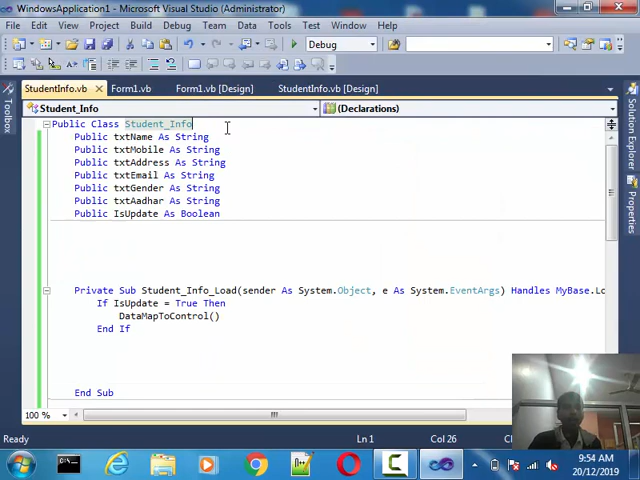 WindowsApplication1 - Microsoft Visual Studio (Administrator)
File Edit View Project Build Debug Team Data Tools Test Window Help
Debug
StudentInfo.vb Form1.vb Form1.vb [Design] StudentInfo.vb [Design]
Student_Info (Declarations)
Toolbox
Solution Explorer
Properties
Public Class Student_Info
Public txtName As String
Public txtMobile As String
Public txtAddress As String
Public txtEmail As String
Public txtGender As String
Public txtAadhar As String
Public IsUpdate As Boolean
Private Sub Student_Info_Load(sender As System.Object, e As System.EventArgs) Handles MyBase.Lo
If IsUpdate = True Then
DataMapToControl()
End If
End Sub
100 %
Ready Ln 1 Col 26
9:54 AM
20/12/2019